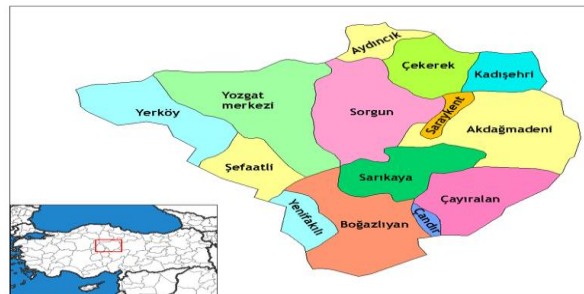 Aydıncık
Çekerek
Kadışehri
Yozgat
merkezi
Yerköy
Sorgun
Saraykent
Akdağmadeni
Şefaatli
Sarıkaya
Çayıralan
Yenifakılı
Boğazlıyan
Çandır